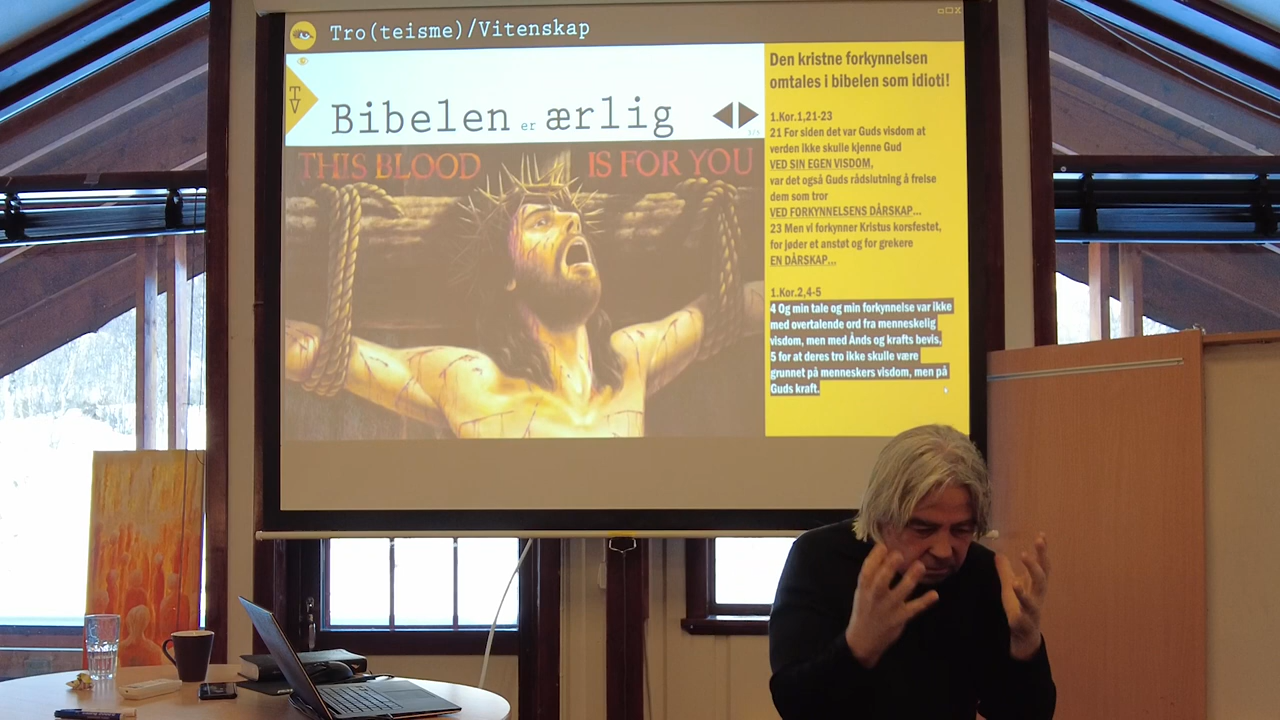 Tro(teisme)/Vitenskap
TV
Bibelen er ærlig
THIS BLOOD IS FOR YOU
Den kristne forkynnelsen
omtales i bibelen som idioti!
1.Kor.1,21-23
21 For siden det var Guds visdom at
verden ikke skulle kjenne Gud
VED SIN EGEN VISDOM,
var det også Guds rådslutning å frelse
dem som tror
VED FORKYNNELSENS DÅRSKAP...
23 Men vi forkynner Kristus korsfestet,
for jøder et anstøt og for grekere
EN DÅRSKAP...
1.Kor.2,4-5
4 Og min tale og min forkynnelse var ikke
med overtalende ord fra menneskelig
visdom, men med Ånds og krafts bevis,
5 for at deres tro ikke skulle være
grunnet på menneskers visdom, men på
Guds kraft.